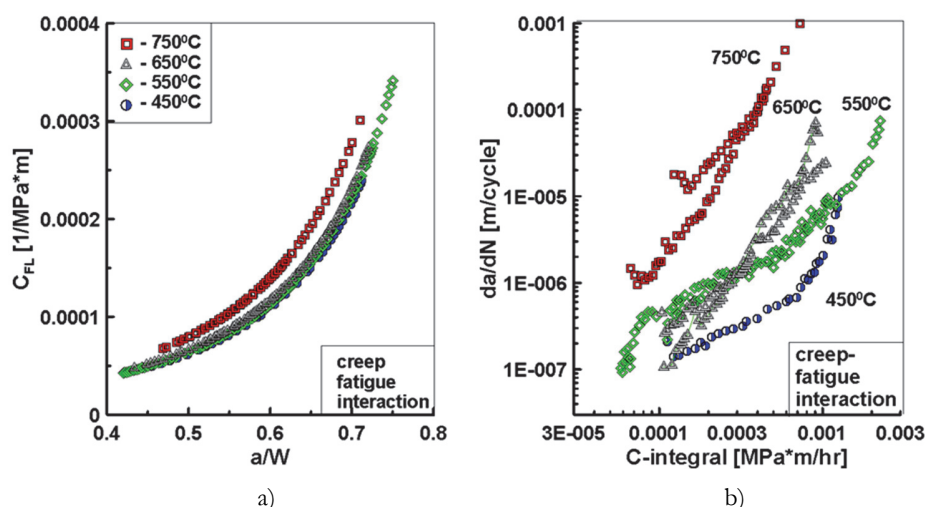 0.0004
0.0003
0.0002
0.0001
0
C_FL [1/MPa*m]
- 750⁰C
- 650⁰C
- 550⁰C
- 450⁰C
creep
fatigue
interaction
0.4 0.5 0.6 0.7 0.8
a/W
a)
0.001
0.0001
1E-005
1E-006
1E-007
da/dN [m/cycle]
750⁰C
650⁰C
550⁰C
450⁰C
creep-
fatigue
interaction
3E-005 0.0001 0.0003 0.001 0.003
C-integral [MPa*m/hr]
b)